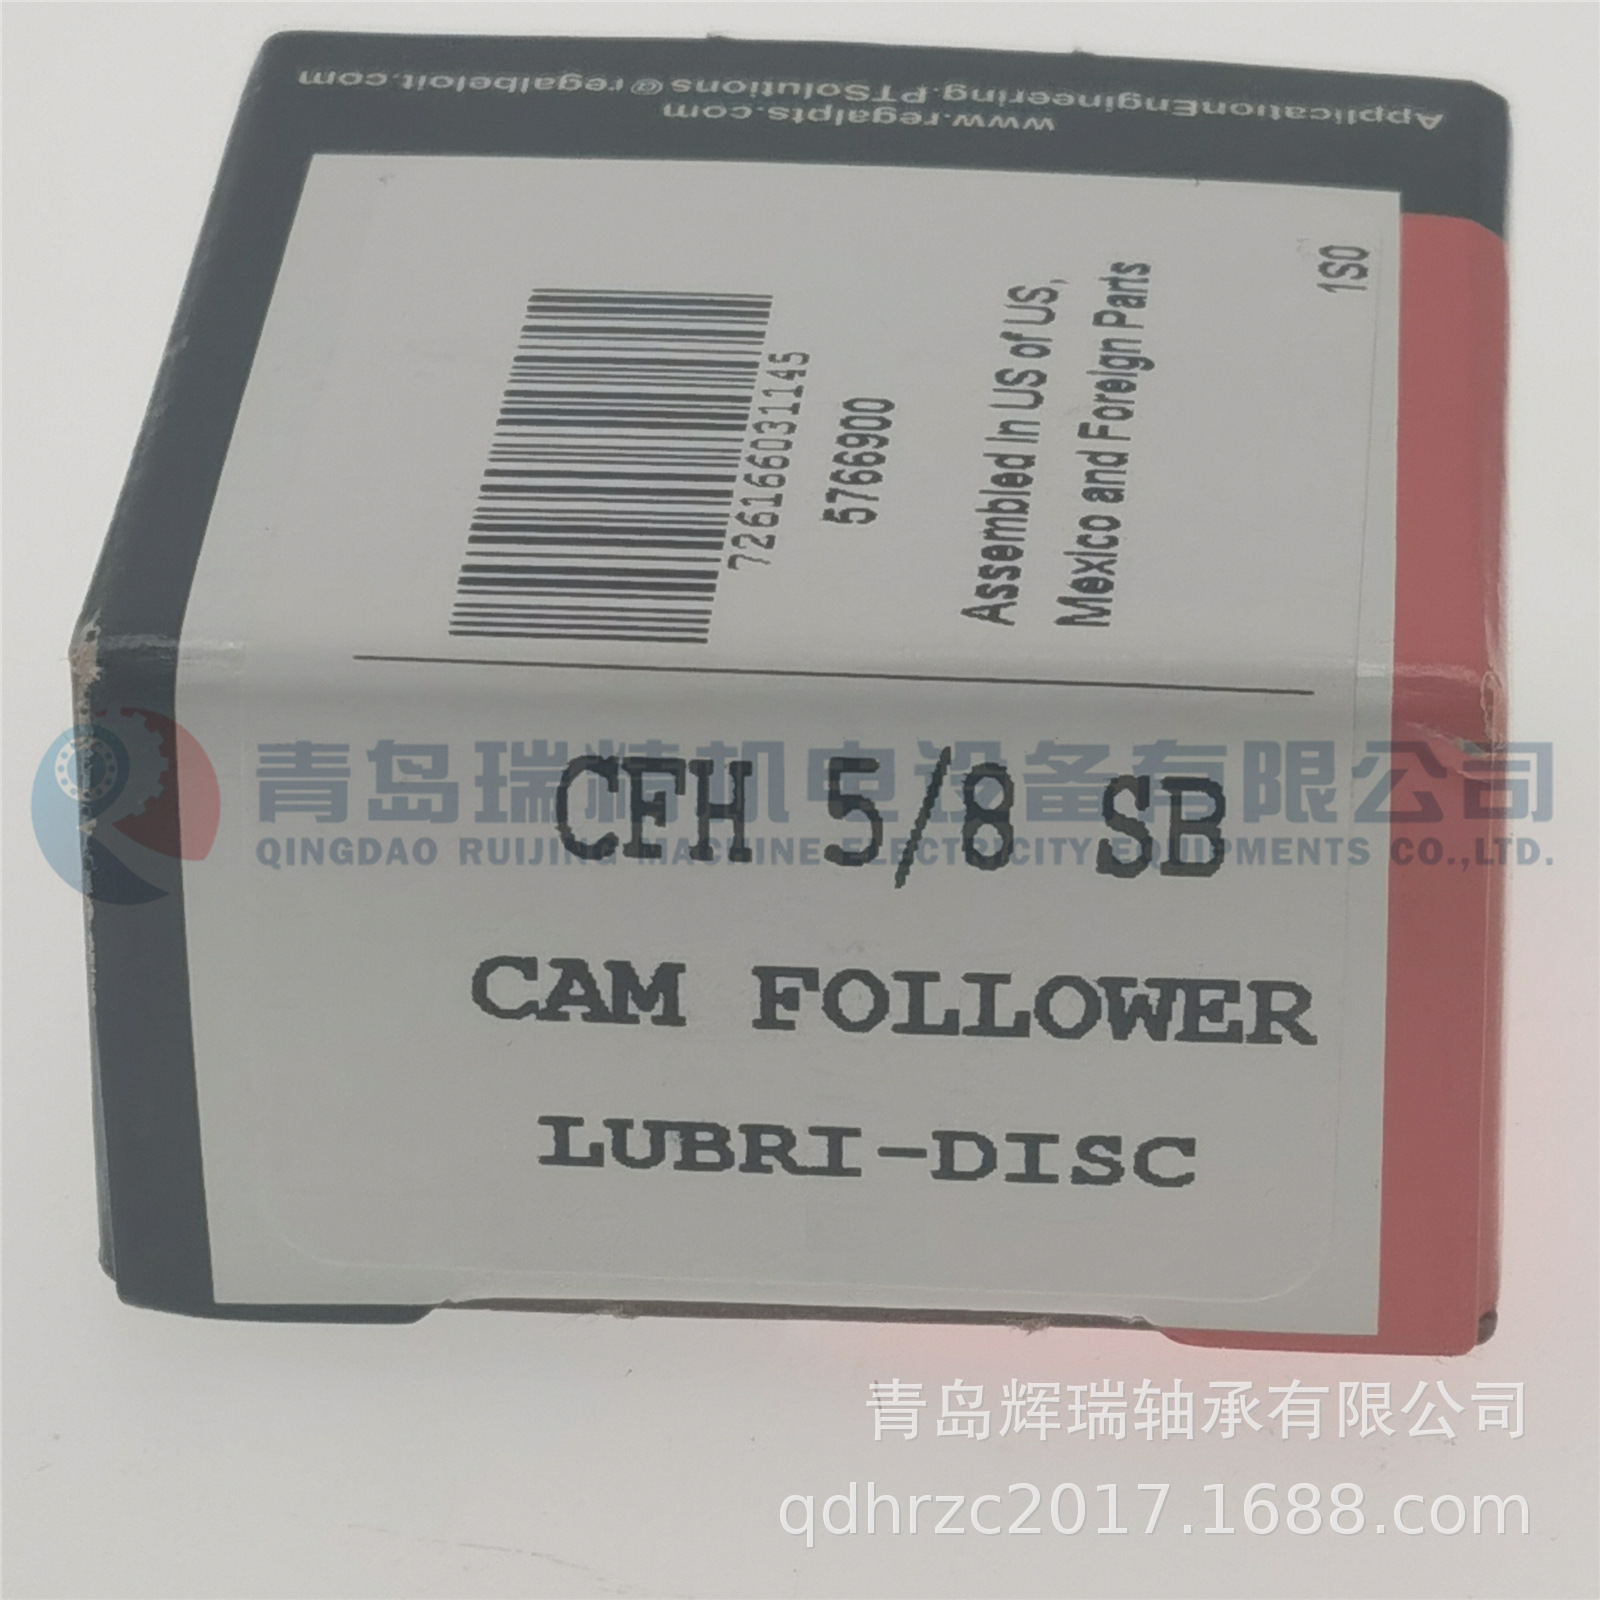 ApplicationEngineering.PTSolutions@regalbeloit.com
www.regalpts.com
1S0
726166031145
5766900
Assembled in US of US,
Mexico and Foreign Parts
青岛瑞精机电设备有限公司
QINGDAO RUIJING MACHINE ELECTRICITY EQUIPMENTS CO.,LTD.
CFH 5/8 SB
CAM FOLLOWER
LUBRI-DISC
青岛辉瑞轴承有限公司
qdhrzc2017.1688.com